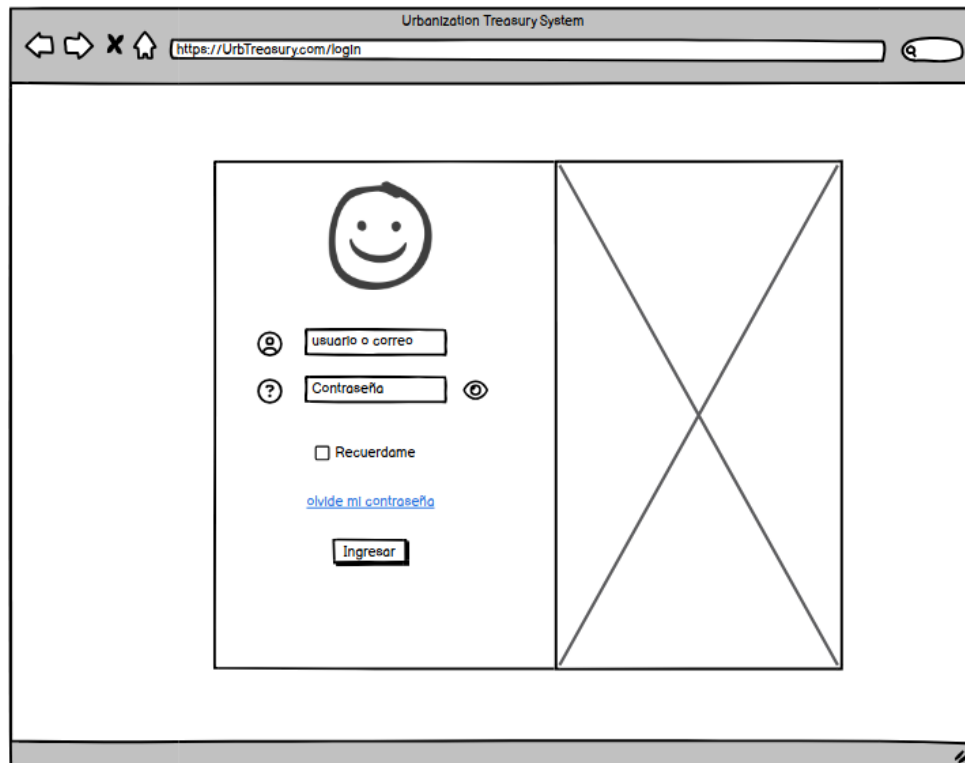 Urbanization Treasury System
https://UrbTreasury.com/login
usuario o correo
Contraseña
Recuerdame
olvide mi contraseña
Ingresar